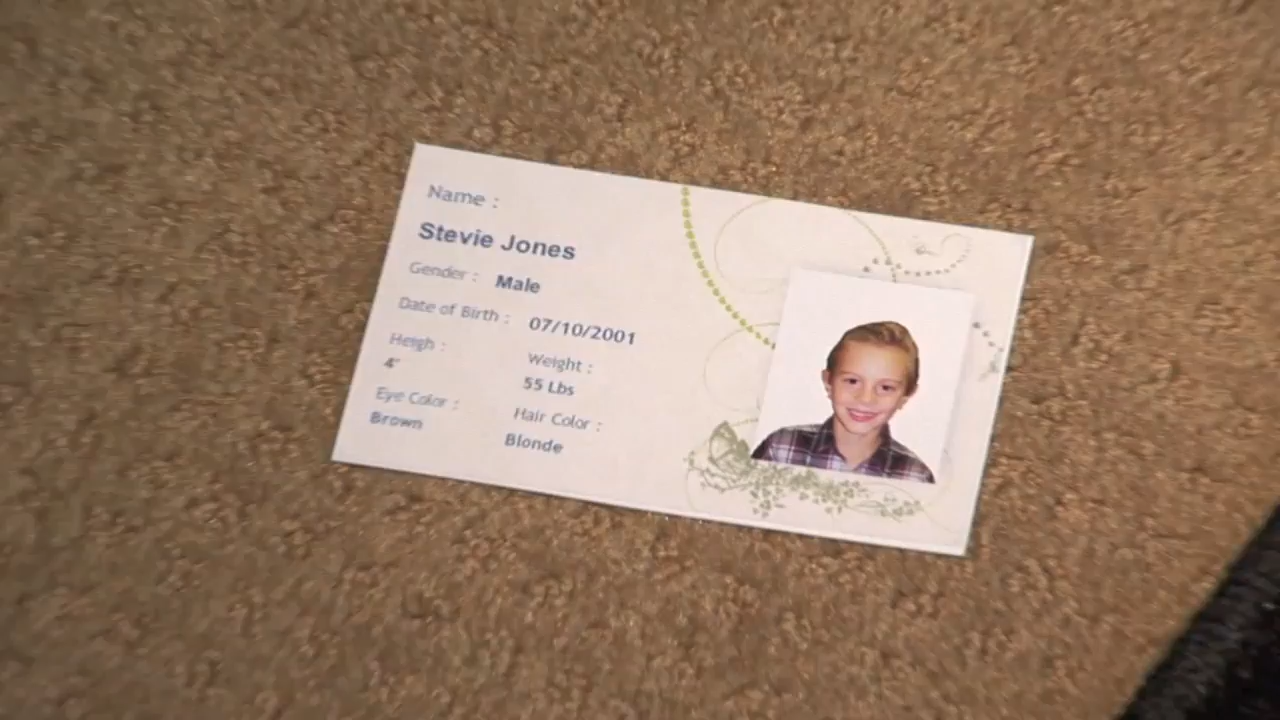 Name :
Stevie Jones
Gender : Male
Date of Birth : 07/10/2001
Heigh : Weight :
4" 55 Lbs
Eye Color : Hair Color :
Brown Blonde